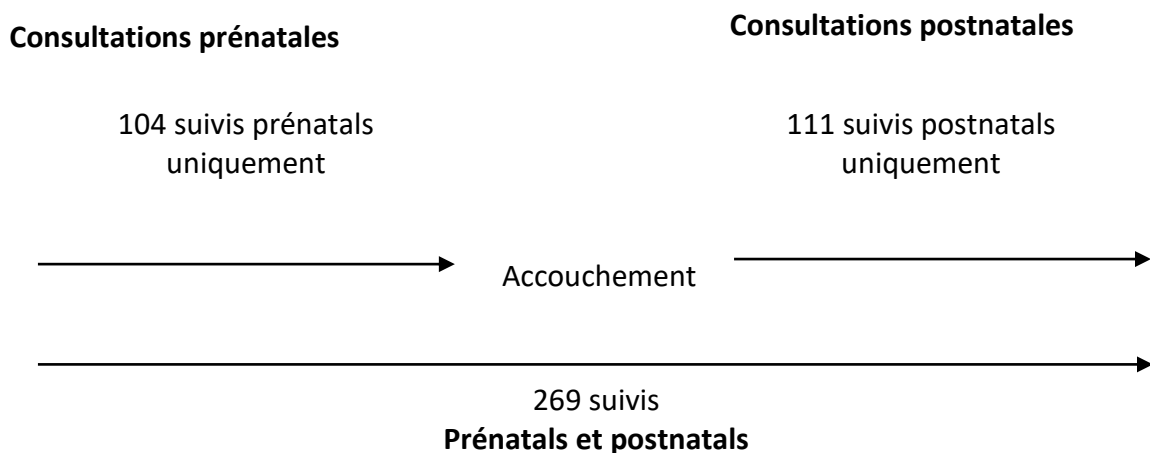 Consultations prénatales
Consultations postnatales
104 suivis prénatals
uniquement
111 suivis postnatals
uniquement
Accouchement
269 suivis
Prénatals et postnatals